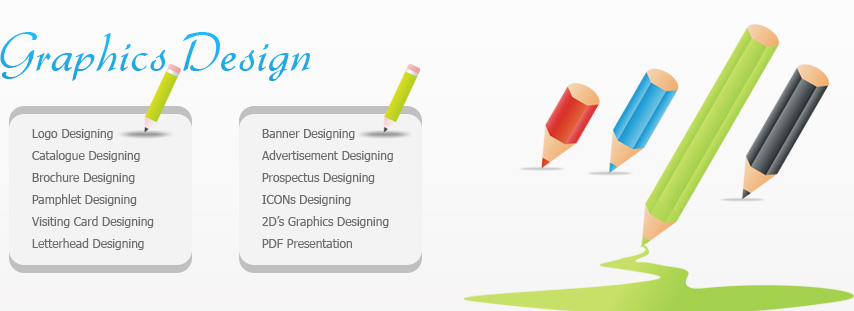 Graphics Design
Logo Designing
Catalogue Designing
Brochure Designing
Pamphlet Designing
Visiting Card Designing
Letterhead Designing
Banner Designing
Advertisement Designing
Prospectus Designing
ICONs Designing
2D's Graphics Designing
PDF Presentation